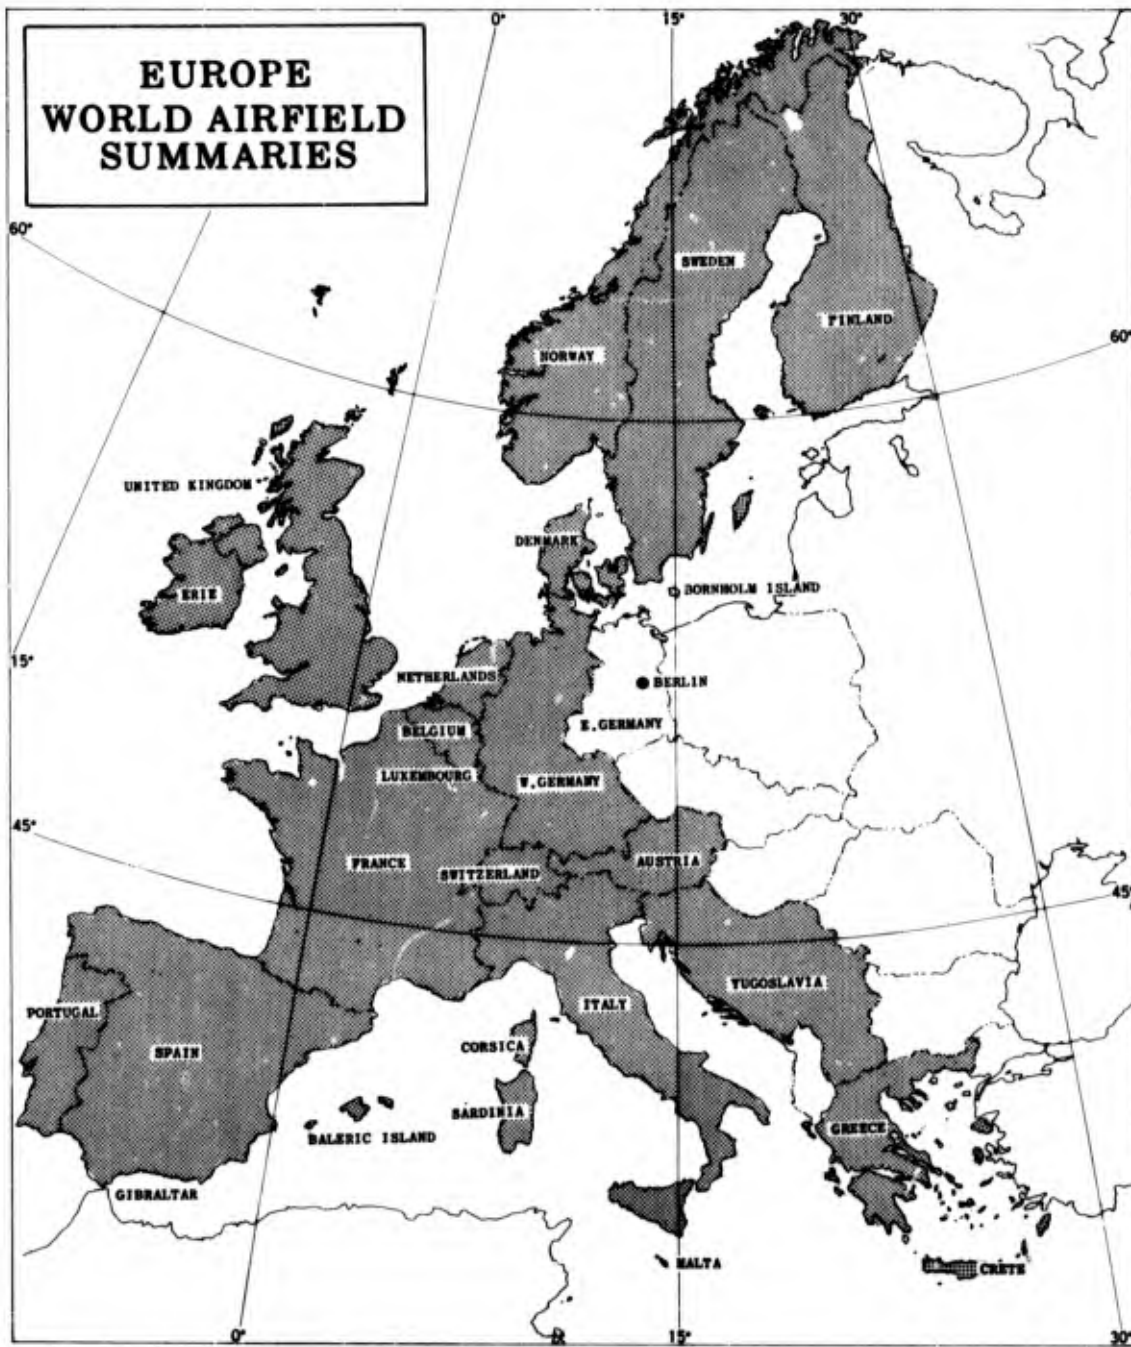 EUROPE
WORLD AIRFIELD
SUMMARIES
0°
15°
30°
60°
SWEDEN
FINLAND
60°
NORWAY
UNITED KINGDOM
DENMARK
ERIE
BORNHOLM ISLAND
15°
NETHERLANDS
BERLIN
E.GERMANY
BELGIUM
LUXEMBOURG
W.GERMANY
45°
FRANCE
SWITZERLAND
AUSTRIA
45°
YUGOSLAVIA
PORTUGAL
ITALY
SPAIN
CORSICA
SARDINIA
BALERIC ISLAND
GREECE
GIBRALTAR
MALTA
CRETE
0°
15°
30°